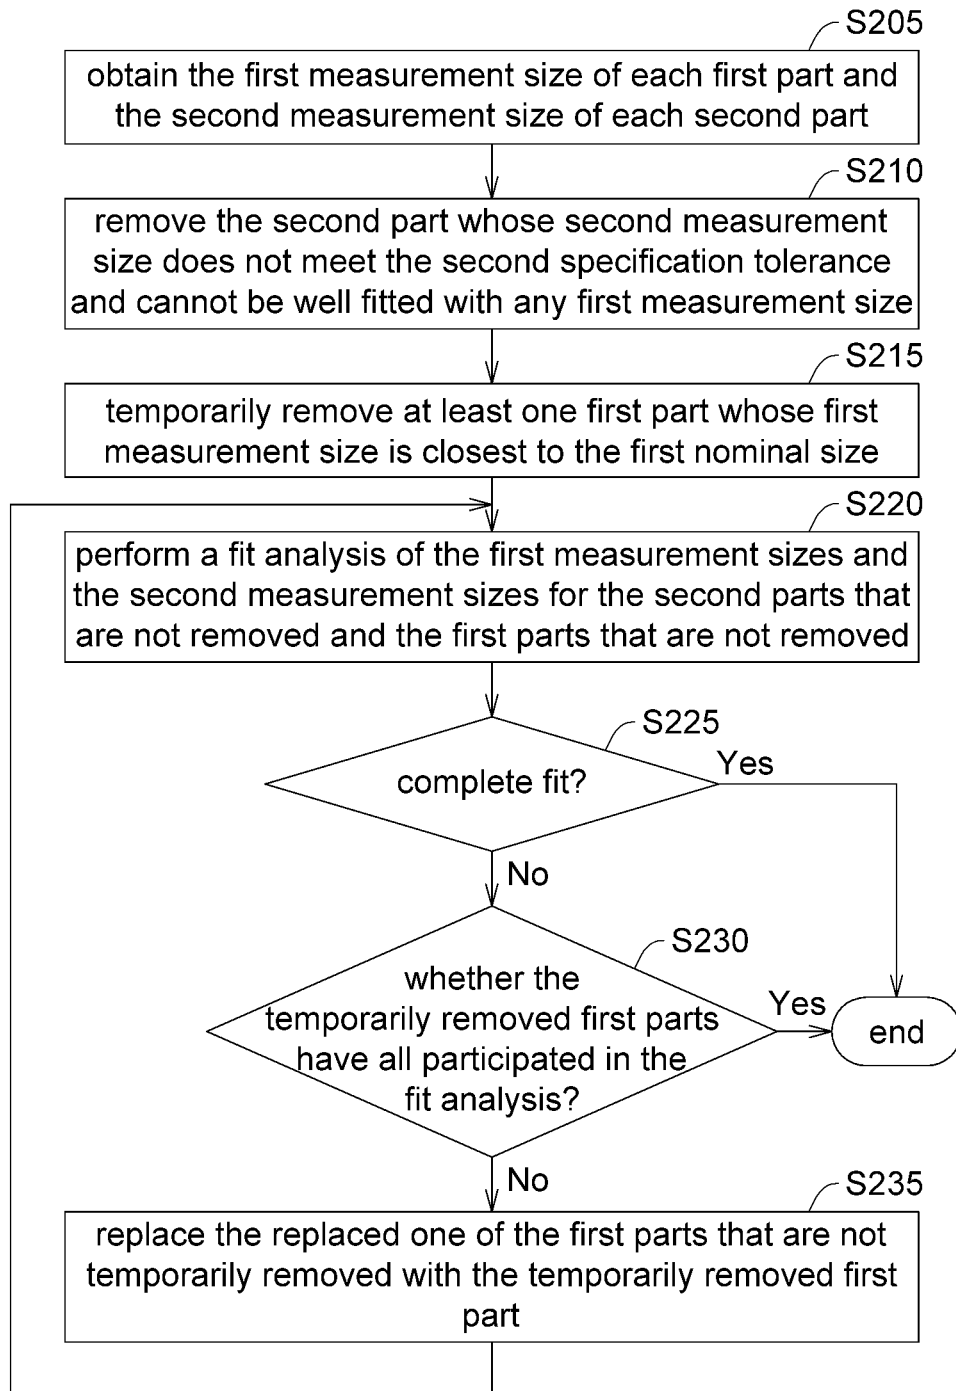 S205
obtain the first measurement size of each first part and
the second measurement size of each second part
S210
remove the second part whose second measurement
size does not meet the second specification tolerance
and cannot be well fitted with any first measurement size
S215
temporarily remove at least one first part whose first
measurement size is closest to the first nominal size
S220
perform a fit analysis of the first measurement sizes and
the second measurement sizes for the second parts that
are not removed and the first parts that are not removed
S225
complete fit?
Yes
No
S230
whether the
temporarily removed first parts
have all participated in the
fit analysis?
Yes
end
No
S235
replace the replaced one of the first parts that are not
temporarily removed with the temporarily removed first
part